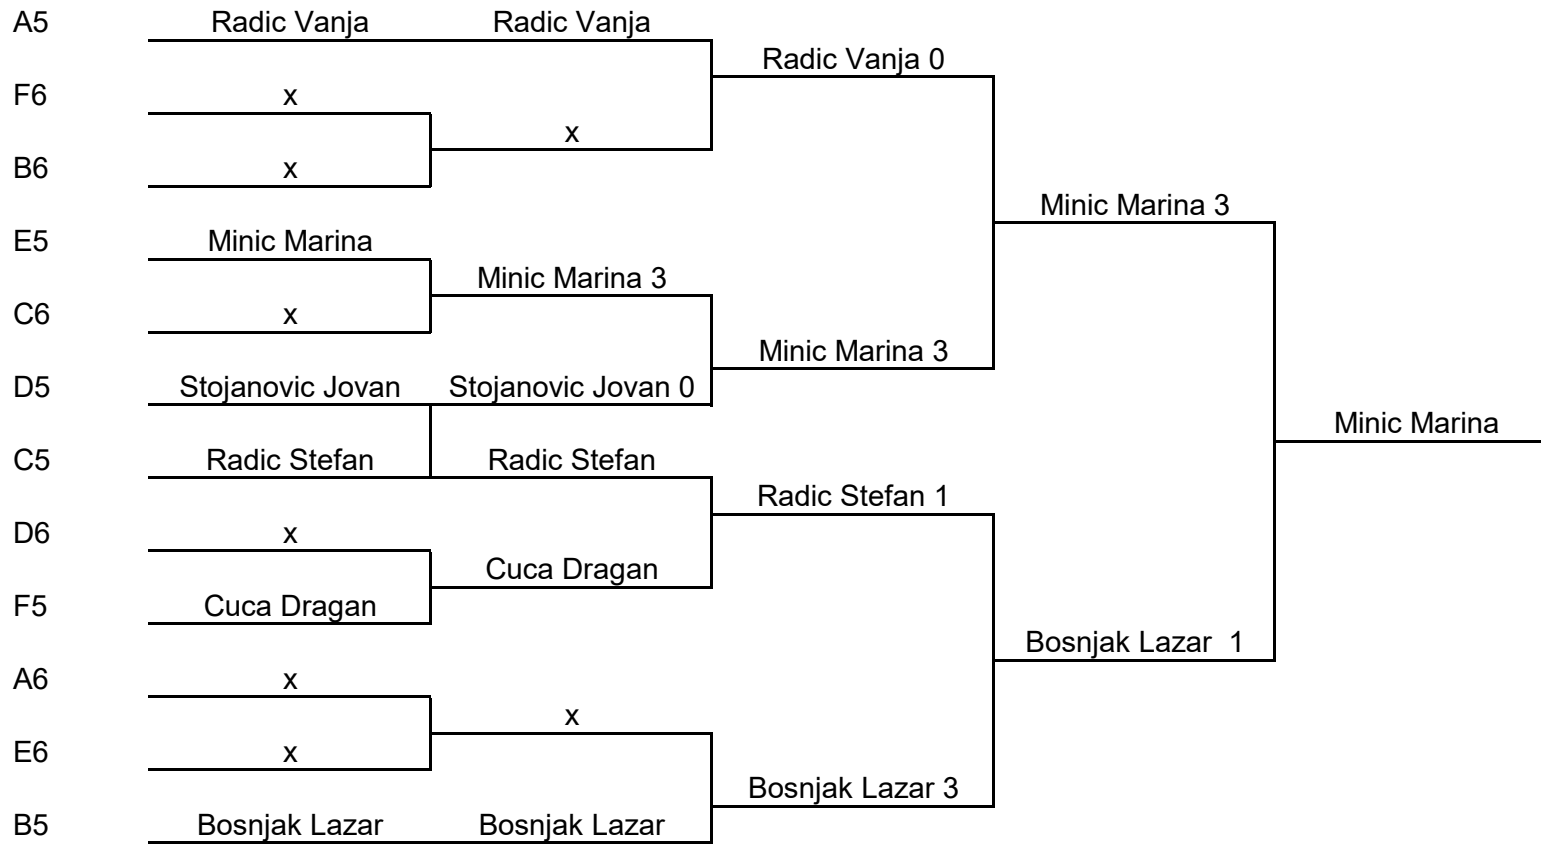 A5 Radic Vanja Radic Vanja
Radic Vanja 0
F6 x
x
B6 x
Minic Marina 3
E5 Minic Marina
Minic Marina 3
C6 x
Minic Marina 3
D5 Stojanovic Jovan Stojanovic Jovan 0
Minic Marina
C5 Radic Stefan Radic Stefan
Radic Stefan 1
D6 x
Cuca Dragan
F5 Cuca Dragan
Bosnjak Lazar  1
A6 x
x
E6 x
Bosnjak Lazar 3
B5 Bosnjak Lazar Bosnjak Lazar